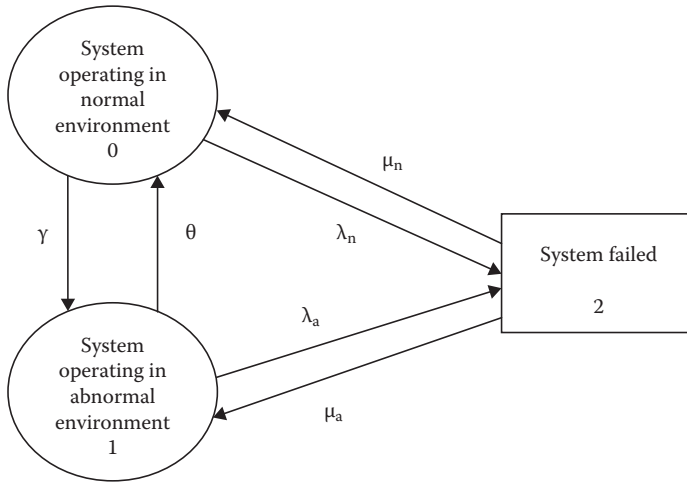 System
operating in
normal
environment
0
μn
λn
System failed
2
γ
θ
λa
μa
System
operating in
abnormal
environment
1